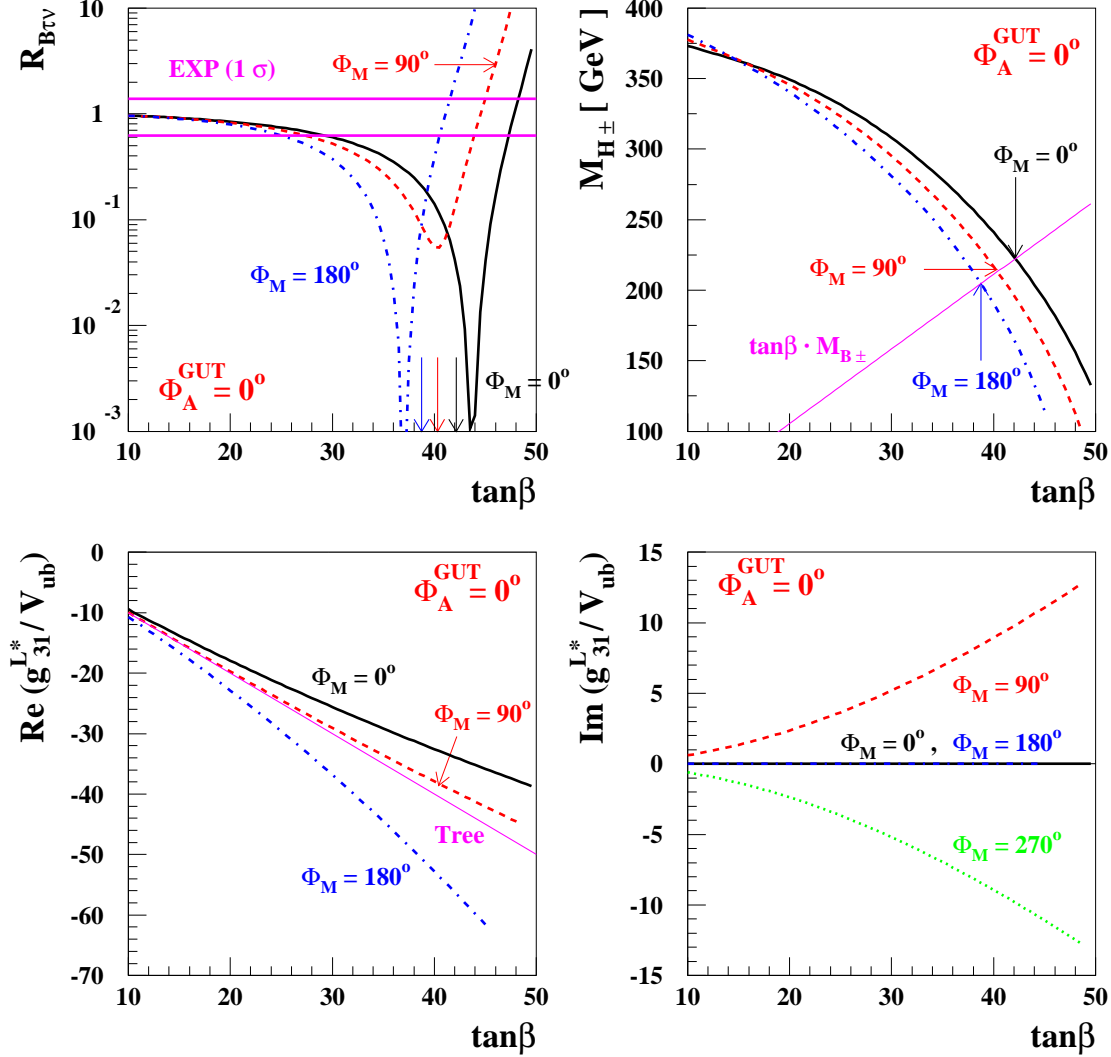 R_Bτν
10
1
10^-1
10^-2
10^-3
EXP (1 σ)
Φ_M = 90°
Φ_M = 180°
Φ_M = 0°
Φ_A^GUT = 0°
10 20 30 40 50
tanβ
M_H± [ GeV ]
400
350
300
250
200
150
100
Φ_A^GUT = 0°
Φ_M = 0°
Φ_M = 90°
tanβ · M_B±
Φ_M = 180°
10 20 30 40 50
tanβ
Re (g_31^L* / V_ub)
0
-10
-20
-30
-40
-50
-60
-70
Φ_A^GUT = 0°
Φ_M = 0°
Φ_M = 90°
Tree
Φ_M = 180°
10 20 30 40 50
tanβ
Im (g_31^L* / V_ub)
15
10
5
0
-5
-10
-15
Φ_A^GUT = 0°
Φ_M = 90°
Φ_M = 0° , Φ_M = 180°
Φ_M = 270°
10 20 30 40 50
tanβ